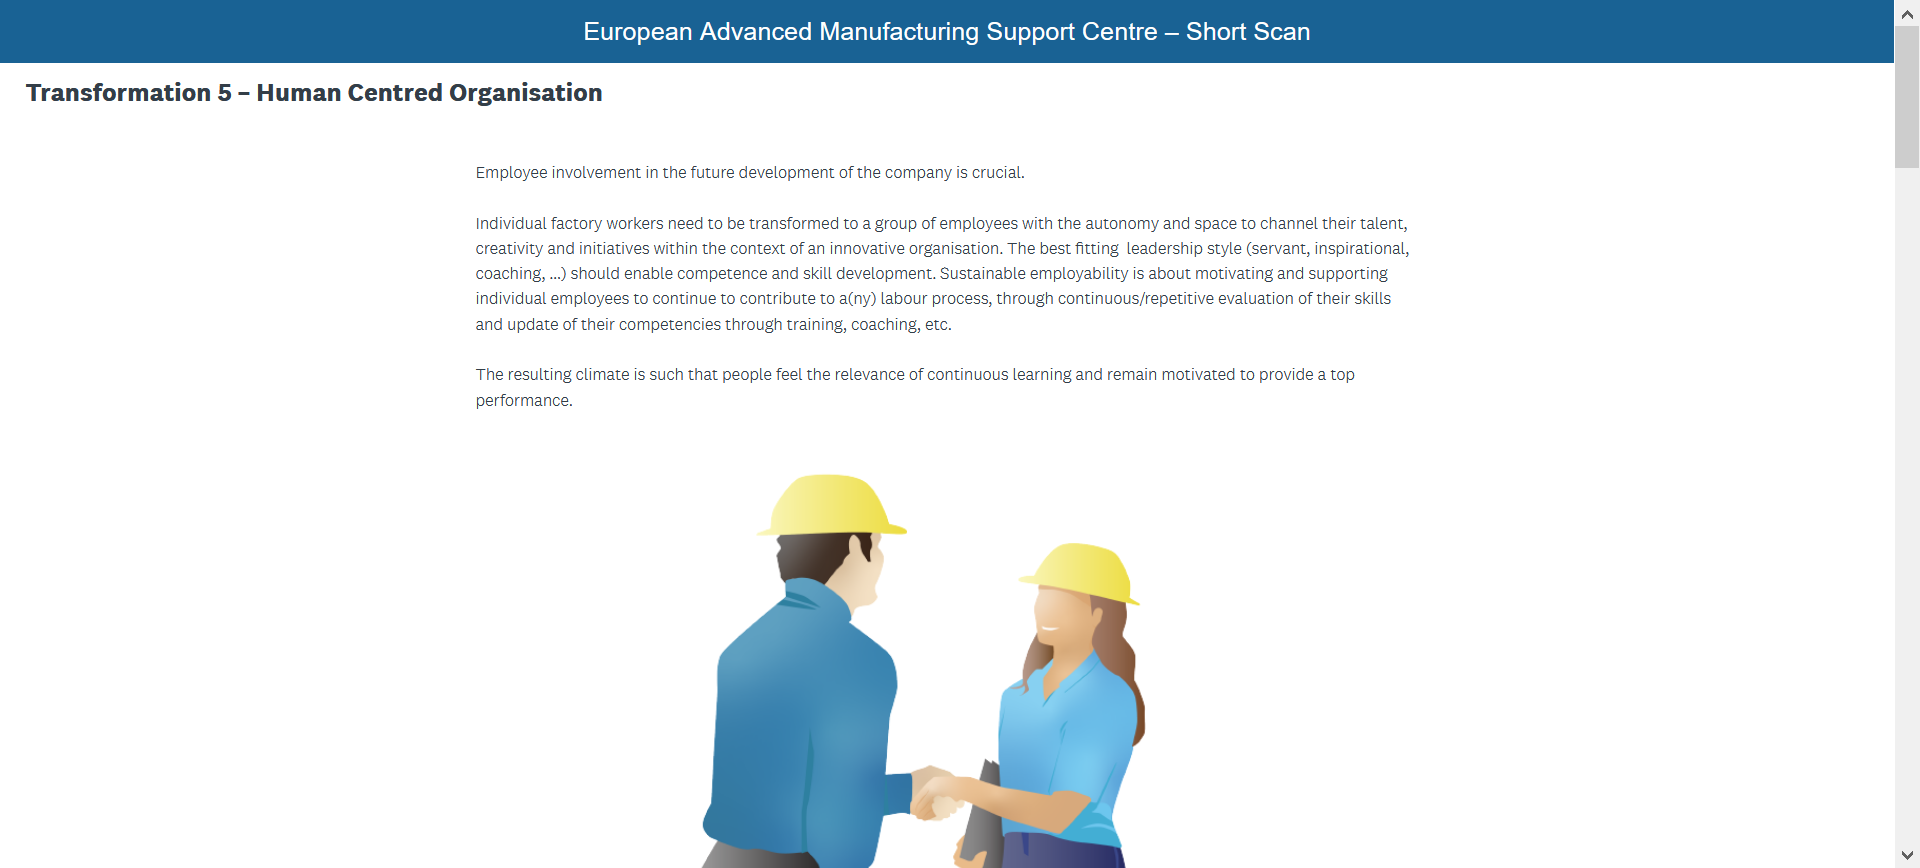 European Advanced Manufacturing Support Centre – Short Scan
Transformation 5 – Human Centred Organisation
Employee involvement in the future development of the company is crucial.
Individual factory workers need to be transformed to a group of employees with the autonomy and space to channel their talent,
creativity and initiatives within the context of an innovative organisation. The best fitting  leadership style (servant, inspirational,
coaching, ...) should enable competence and skill development. Sustainable employability is about motivating and supporting
individual employees to continue to contribute to a(ny) labour process, through continuous/repetitive evaluation of their skills
and update of their competencies through training, coaching, etc.
The resulting climate is such that people feel the relevance of continuous learning and remain motivated to provide a top
performance.